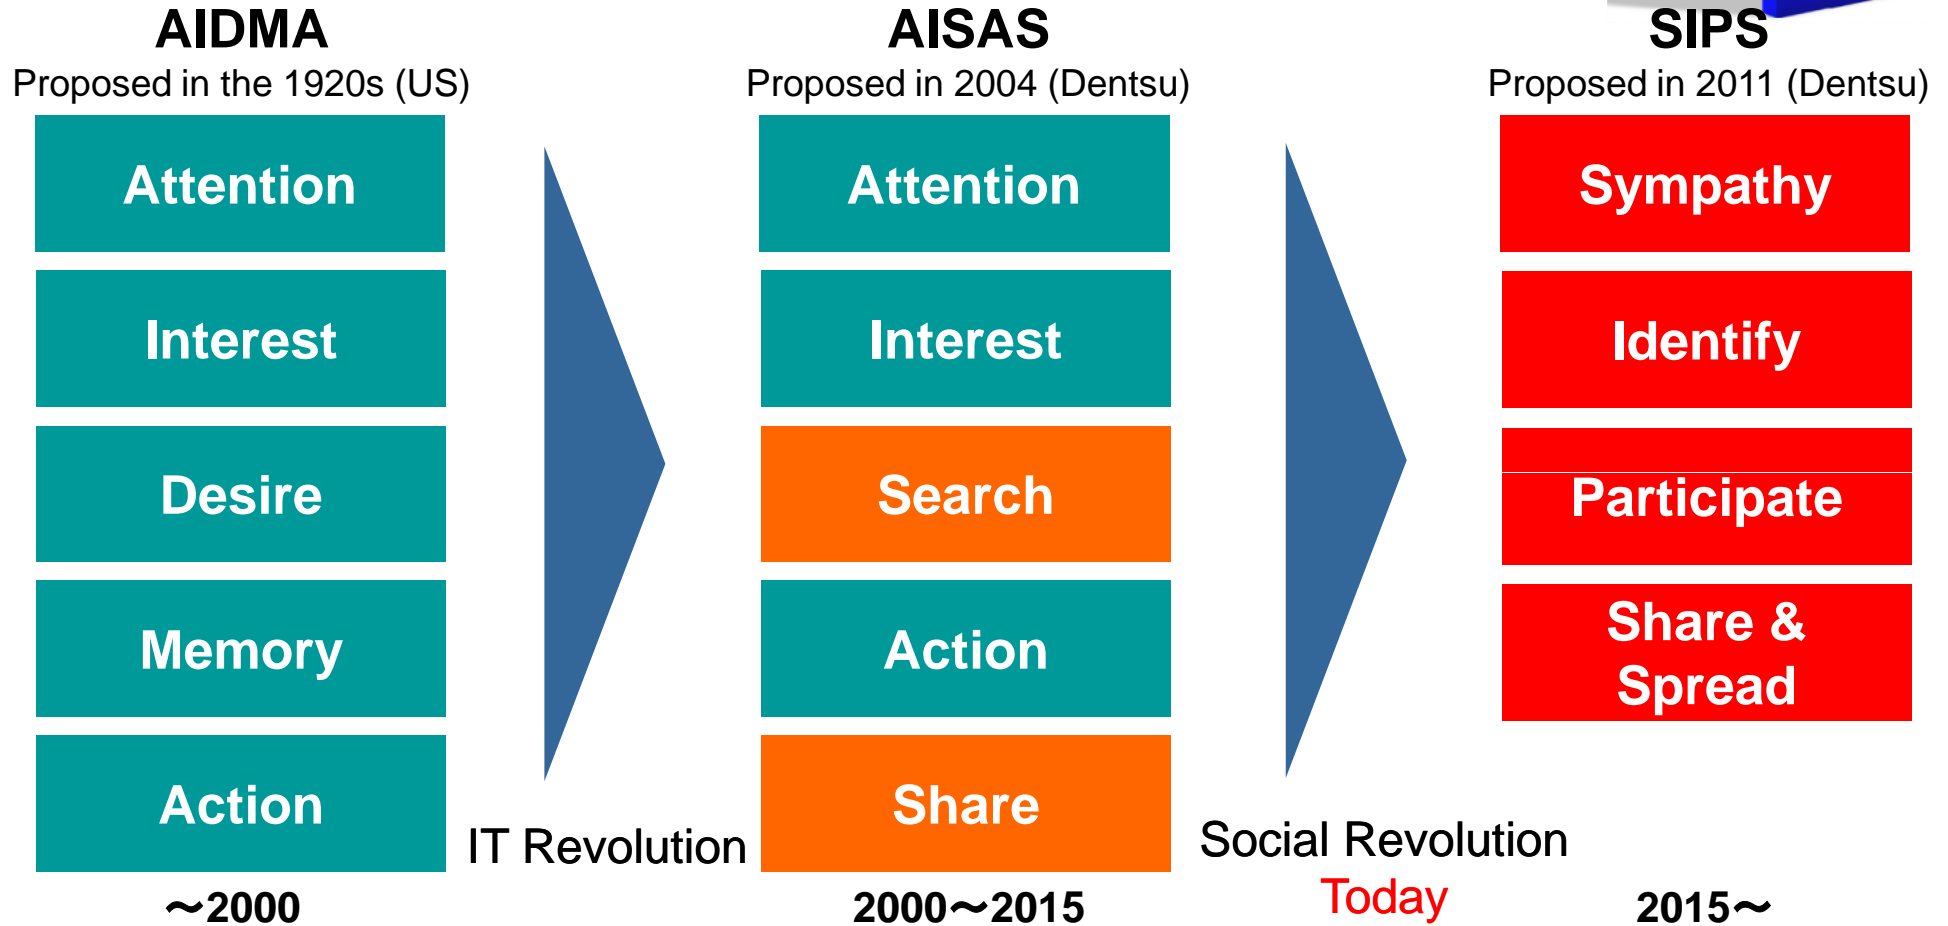 AIDMA
Proposed in the 1920s (US)
Attention
Interest
Desire
Memory
Action
～2000
IT Revolution
AISAS
Proposed in 2004 (Dentsu)
Attention
Interest
Search
Action
Share
2000～2015
Social Revolution
Today
SIPS
Proposed in 2011 (Dentsu)
Sympathy
Identify
Participate
Share &
Spread
2015～